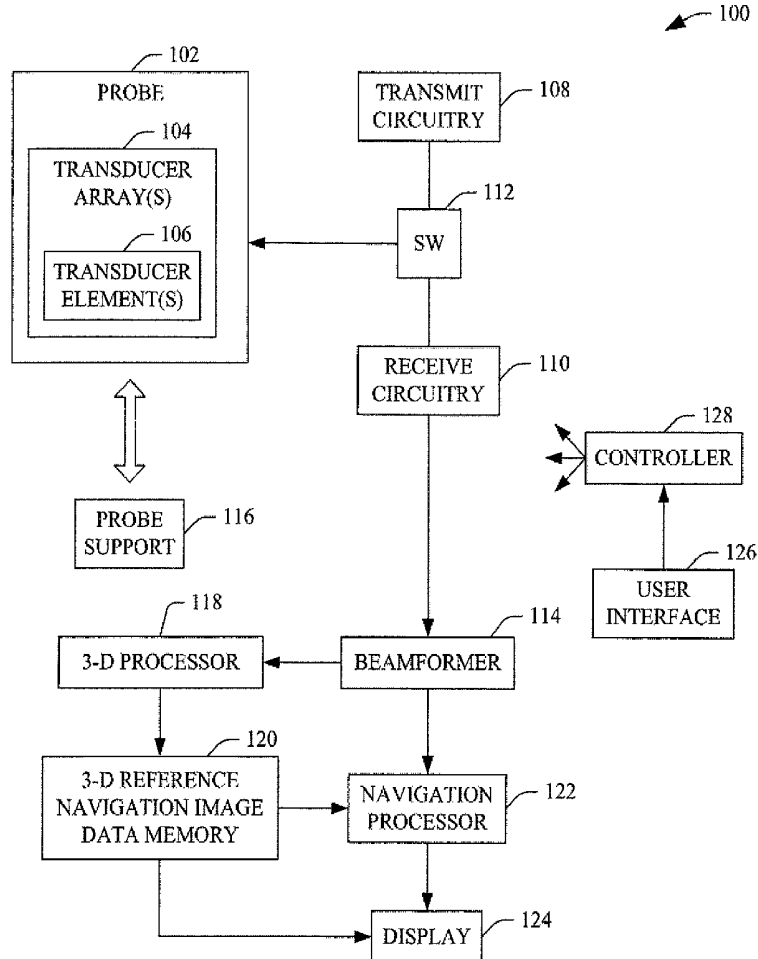 100
102
PROBE
104
TRANSDUCER
ARRAY(S)
106
TRANSDUCER
ELEMENT(S)
TRANSMIT
CIRCUITRY
108
112
SW
RECEIVE
CIRCUITRY
110
128
CONTROLLER
PROBE
SUPPORT
116
126
USER
INTERFACE
118
3-D PROCESSOR
114
BEAMFORMER
120
3-D REFERENCE
NAVIGATION IMAGE
DATA MEMORY
NAVIGATION
PROCESSOR
122
DISPLAY
124